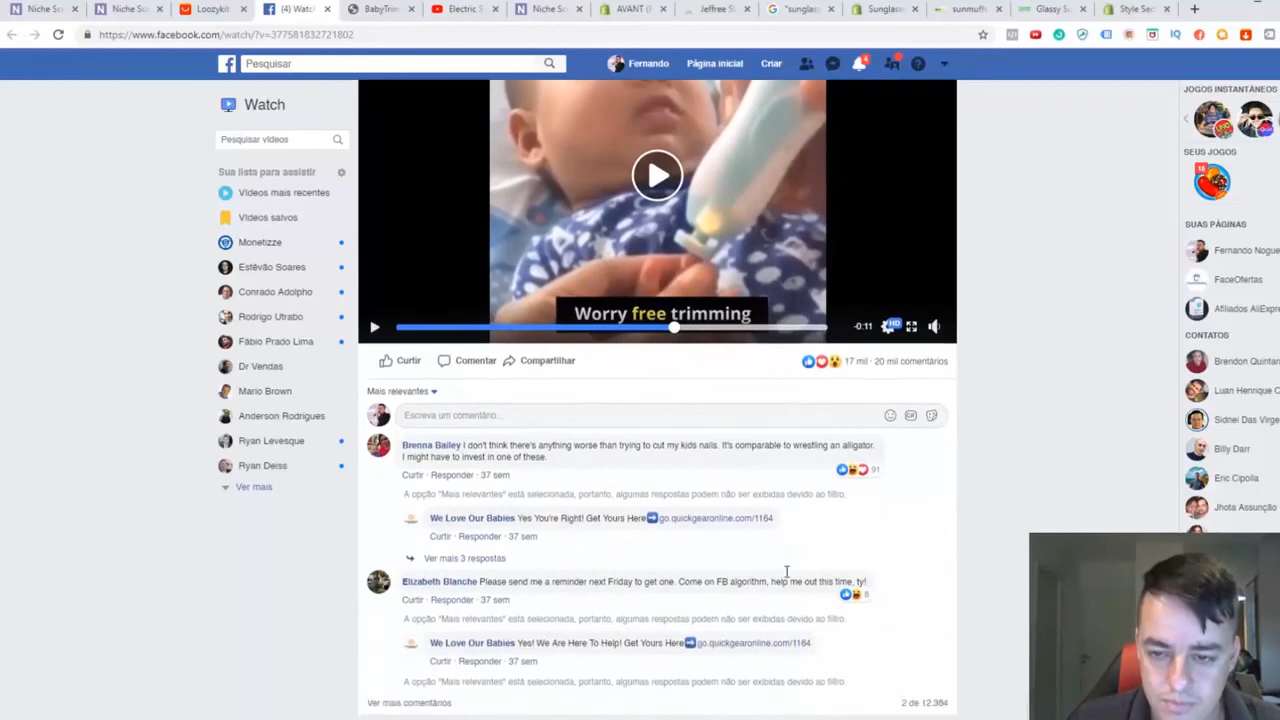 Niche Sc
Niche Sc
Loozykit
(4) Watch
BabyTrim
Electric S
Niche Sc
AVANT (F
Jeffree St
"sunglas
Sunglass
sunmuffs
Glassy Su
Style Sec
https://www.facebook.com/watch/?v=377581832721802
Pesquisar
Fernando
Página inicial
Criar
4
Watch
Pesquisar vídeos
Sua lista para assistir
Vídeos mais recentes
Vídeos salvos
Monetizze
Estêvão Soares
Conrado Adolpho
Rodrigo Utrabo
Fábio Prado Lima
Dr Vendas
Mario Brown
Anderson Rodrigues
Ryan Levesque
Ryan Deiss
Ver mais
Worry free trimming
-0:11
HD
Curtir
Comentar
Compartilhar
17 mil · 20 mil comentários
Mais relevantes
Escreva um comentário...
GIF
Brenna Bailey I don't think there's anything worse than trying to cut my kids nails. It's comparable to wrestling an alligator.
I might have to invest in one of these.
91
Curtir · Responder · 37 sem
A opção "Mais relevantes" está selecionada, portanto, algumas respostas podem não ser exibidas devido ao filtro.
We Love Our Babies Yes You're Right! Get Yours Here➡go.quickgearonline.com/1164
Curtir · Responder · 37 sem
Ver mais 3 respostas
Elizabeth Blanche Please send me a reminder next Friday to get one. Come on FB algorithm, help me out this time, ty!
8
Curtir · Responder · 37 sem
A opção "Mais relevantes" está selecionada, portanto, algumas respostas podem não ser exibidas devido ao filtro.
We Love Our Babies Yes! We Are Here To Help! Get Yours Here➡go.quickgearonline.com/1164
Curtir · Responder · 37 sem
A opção "Mais relevantes" está selecionada, portanto, algumas respostas podem não ser exibidas devido ao filtro.
Ver mais comentários
2 de 12.364
JOGOS INSTANTÂNEOS
SEUS JOGOS
SUAS PÁGINAS
Fernando Nogue
FaceOfertas
Afiliados AliExpre
CONTATOS
Brendon Quintan
Luan Henrique C
Sidnei Das Virge
Billy Darr
Eric Cipolla
Jhota Assunção